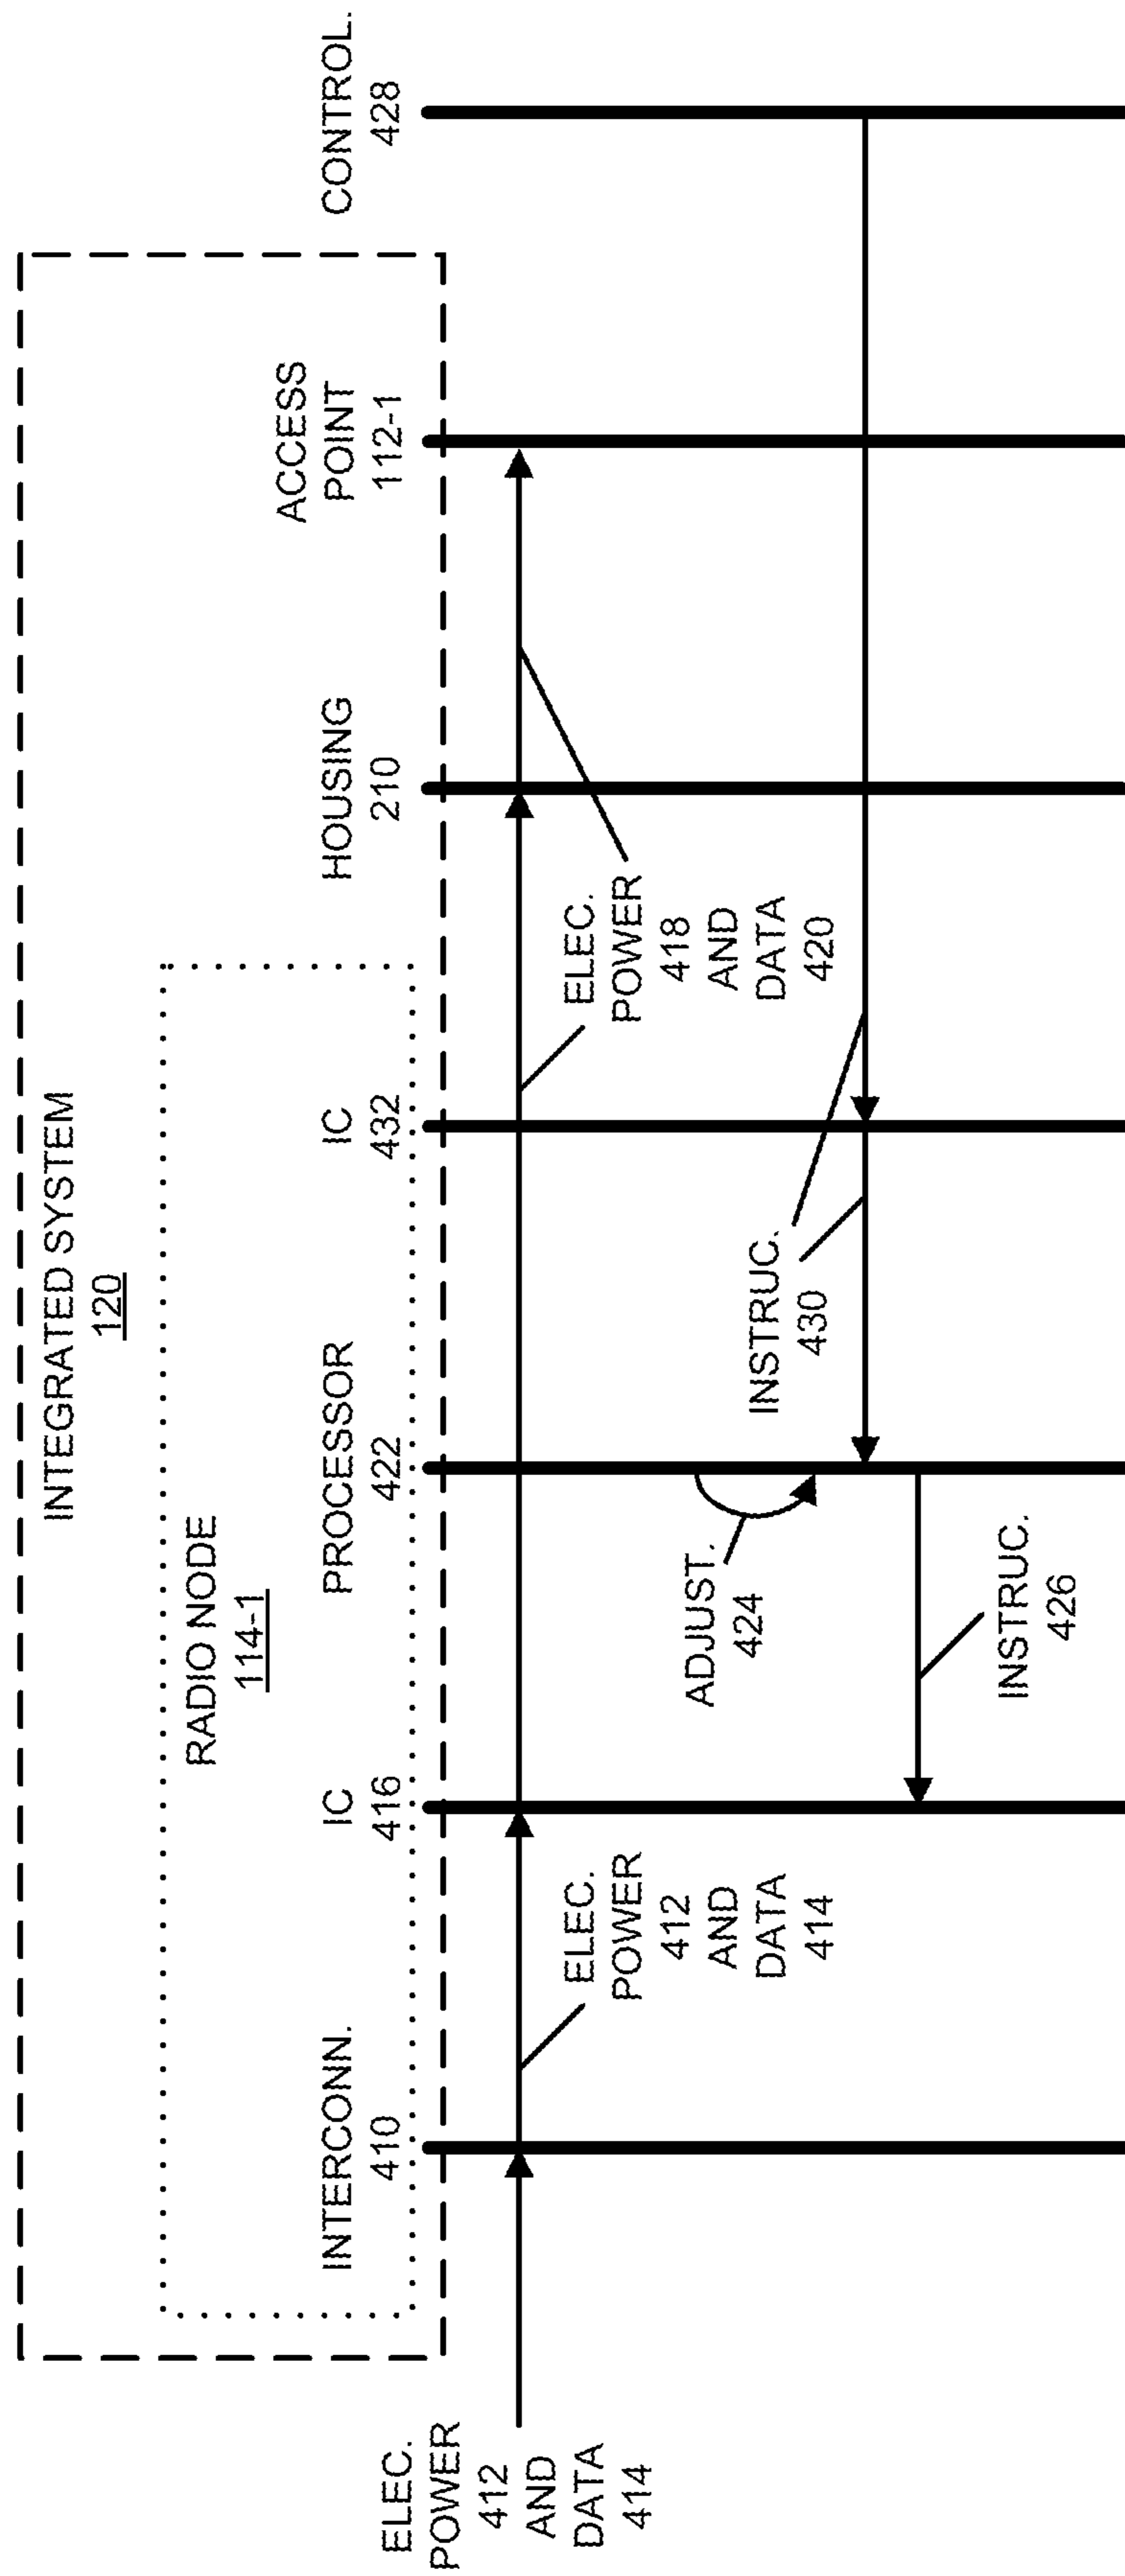 INTEGRATED SYSTEM
120
RADIO NODE
114-1
INTERCONN.
410
IC
416
PROCESSOR
422
IC
432
HOUSING
210
ACCESS
POINT
112-1
CONTROL.
428
ELEC.
POWER
412
AND
DATA
414
ELEC.
POWER
412
AND
DATA
414
ELEC.
POWER
418
AND
DATA
420
ADJUST.
424
INSTRUC.
430
INSTRUC.
426